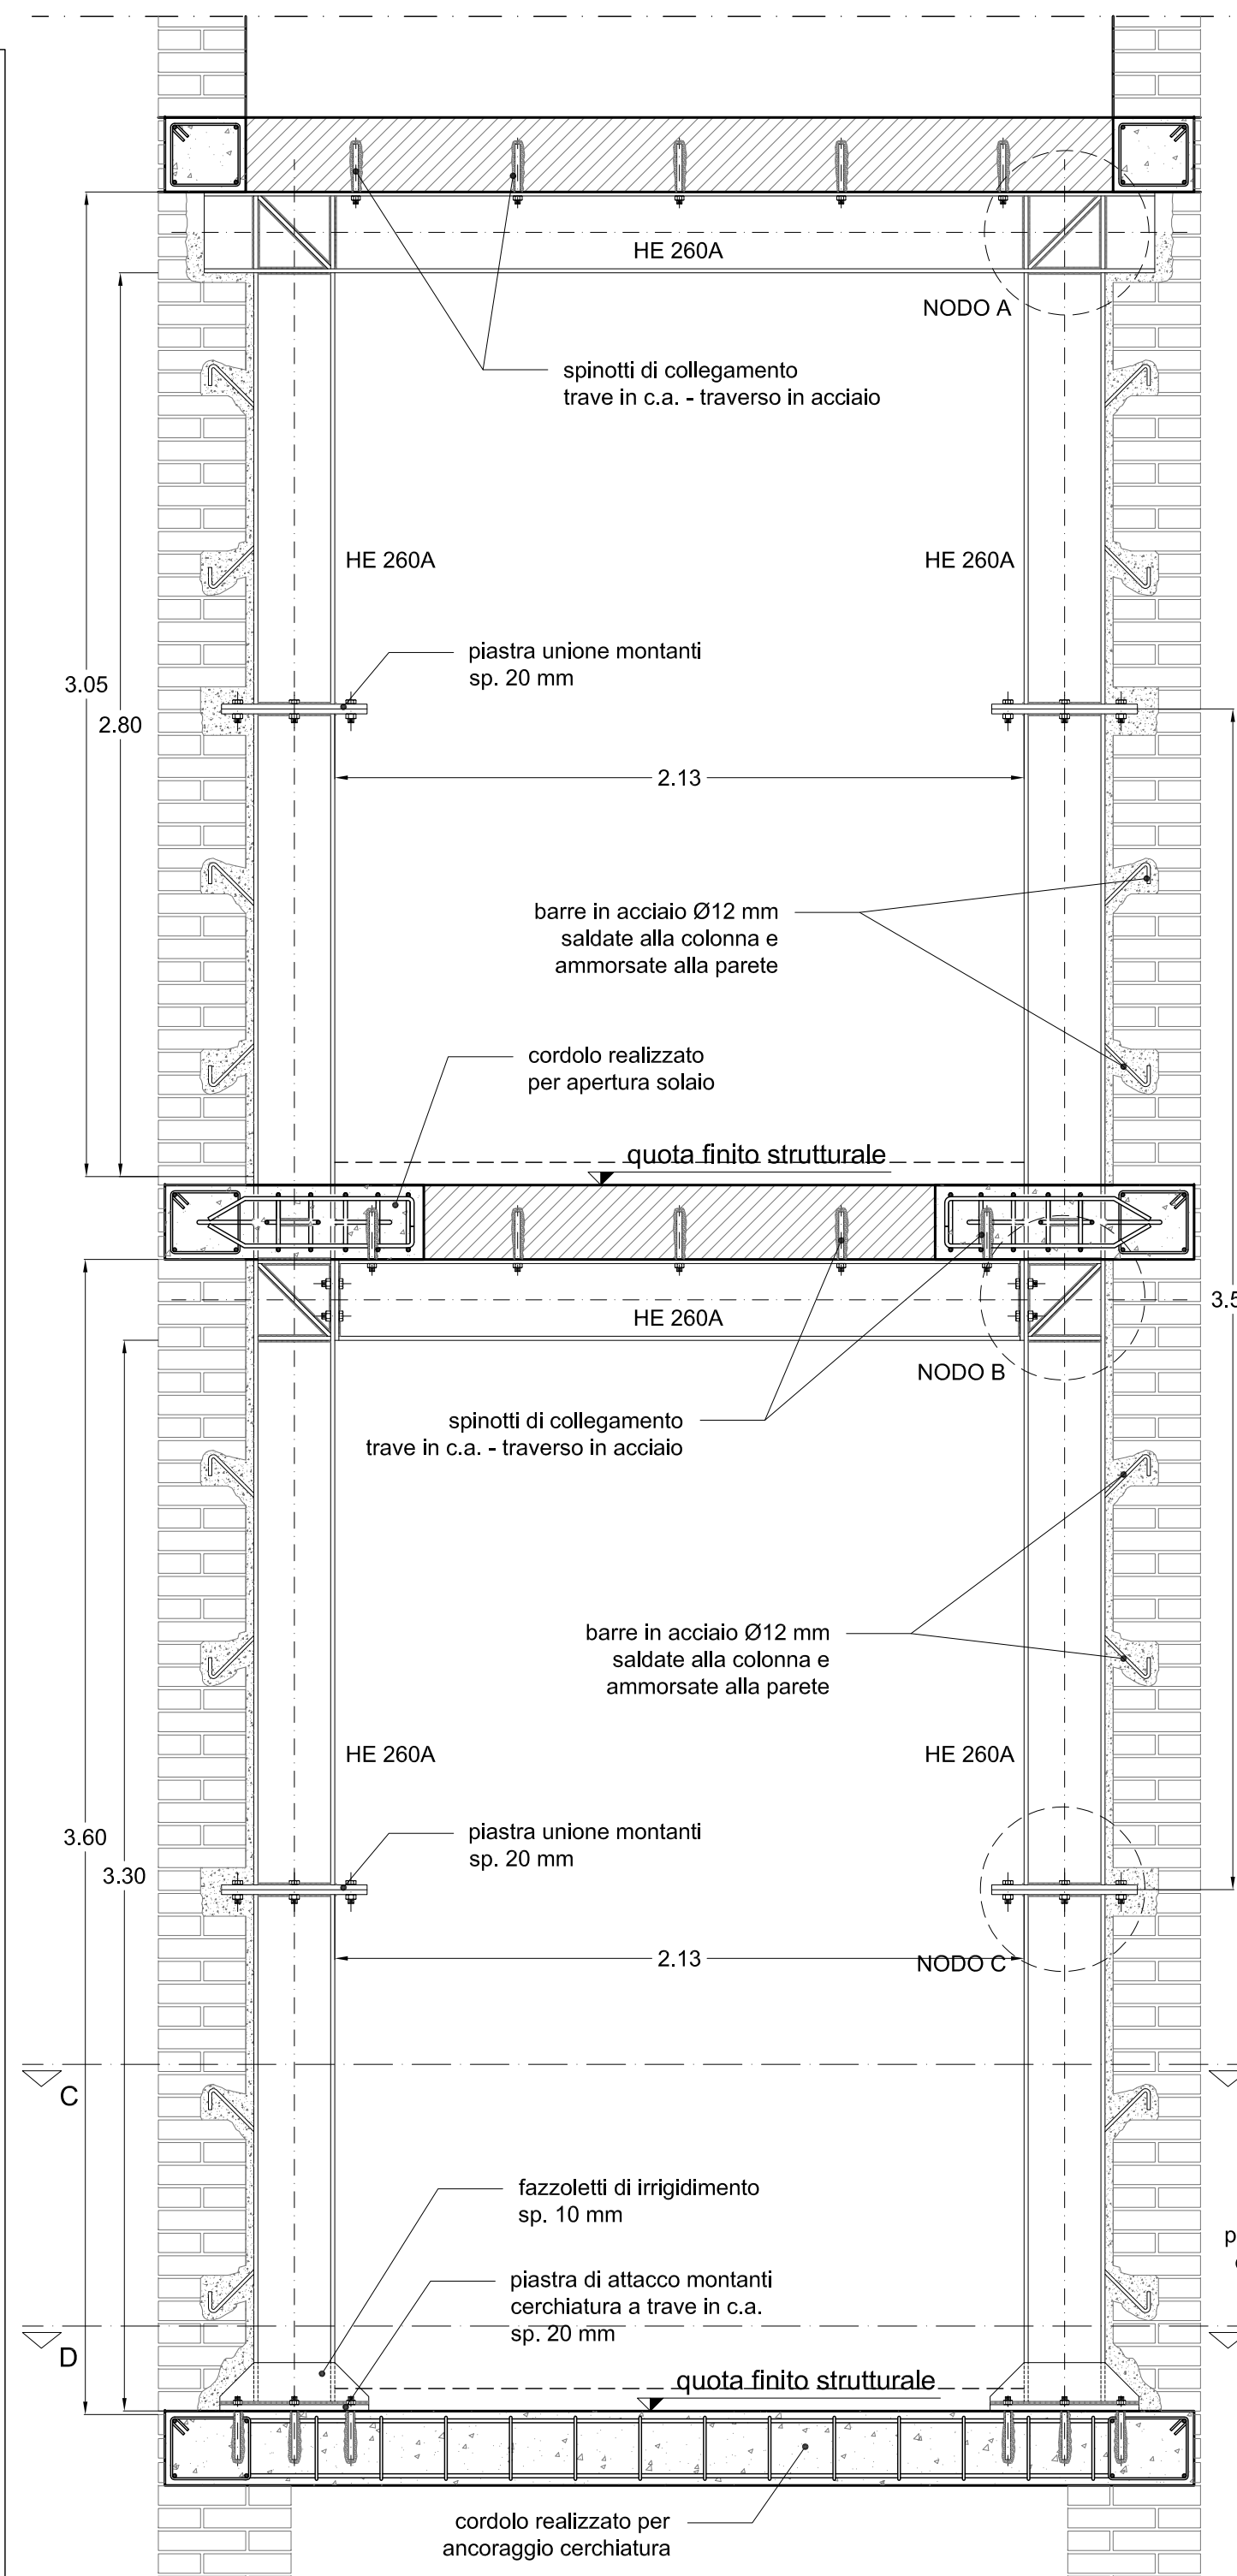 HE 260A
NODO A
spinotti di collegamento
trave in c.a. - traverso in acciaio
HE 260A
HE 260A
piastra unione montanti
sp. 20 mm
3.05
2.80
2.13
barre in acciaio Ø12 mm
saldate alla colonna e
ammorsate alla parete
cordolo realizzato
per apertura solaio
quota finito strutturale
HE 260A
NODO B
spinotti di collegamento
trave in c.a. - traverso in acciaio
barre in acciaio Ø12 mm
saldate alla colonna e
ammorsate alla parete
HE 260A
HE 260A
piastra unione montanti
sp. 20 mm
3.60
3.30
2.13
NODO C
C
fazzoletti di irrigidimento
sp. 10 mm
piastra di attacco montanti
cerchiatura a trave in c.a.
sp. 20 mm
D
quota finito strutturale
cordolo realizzato per
ancoraggio cerchiatura